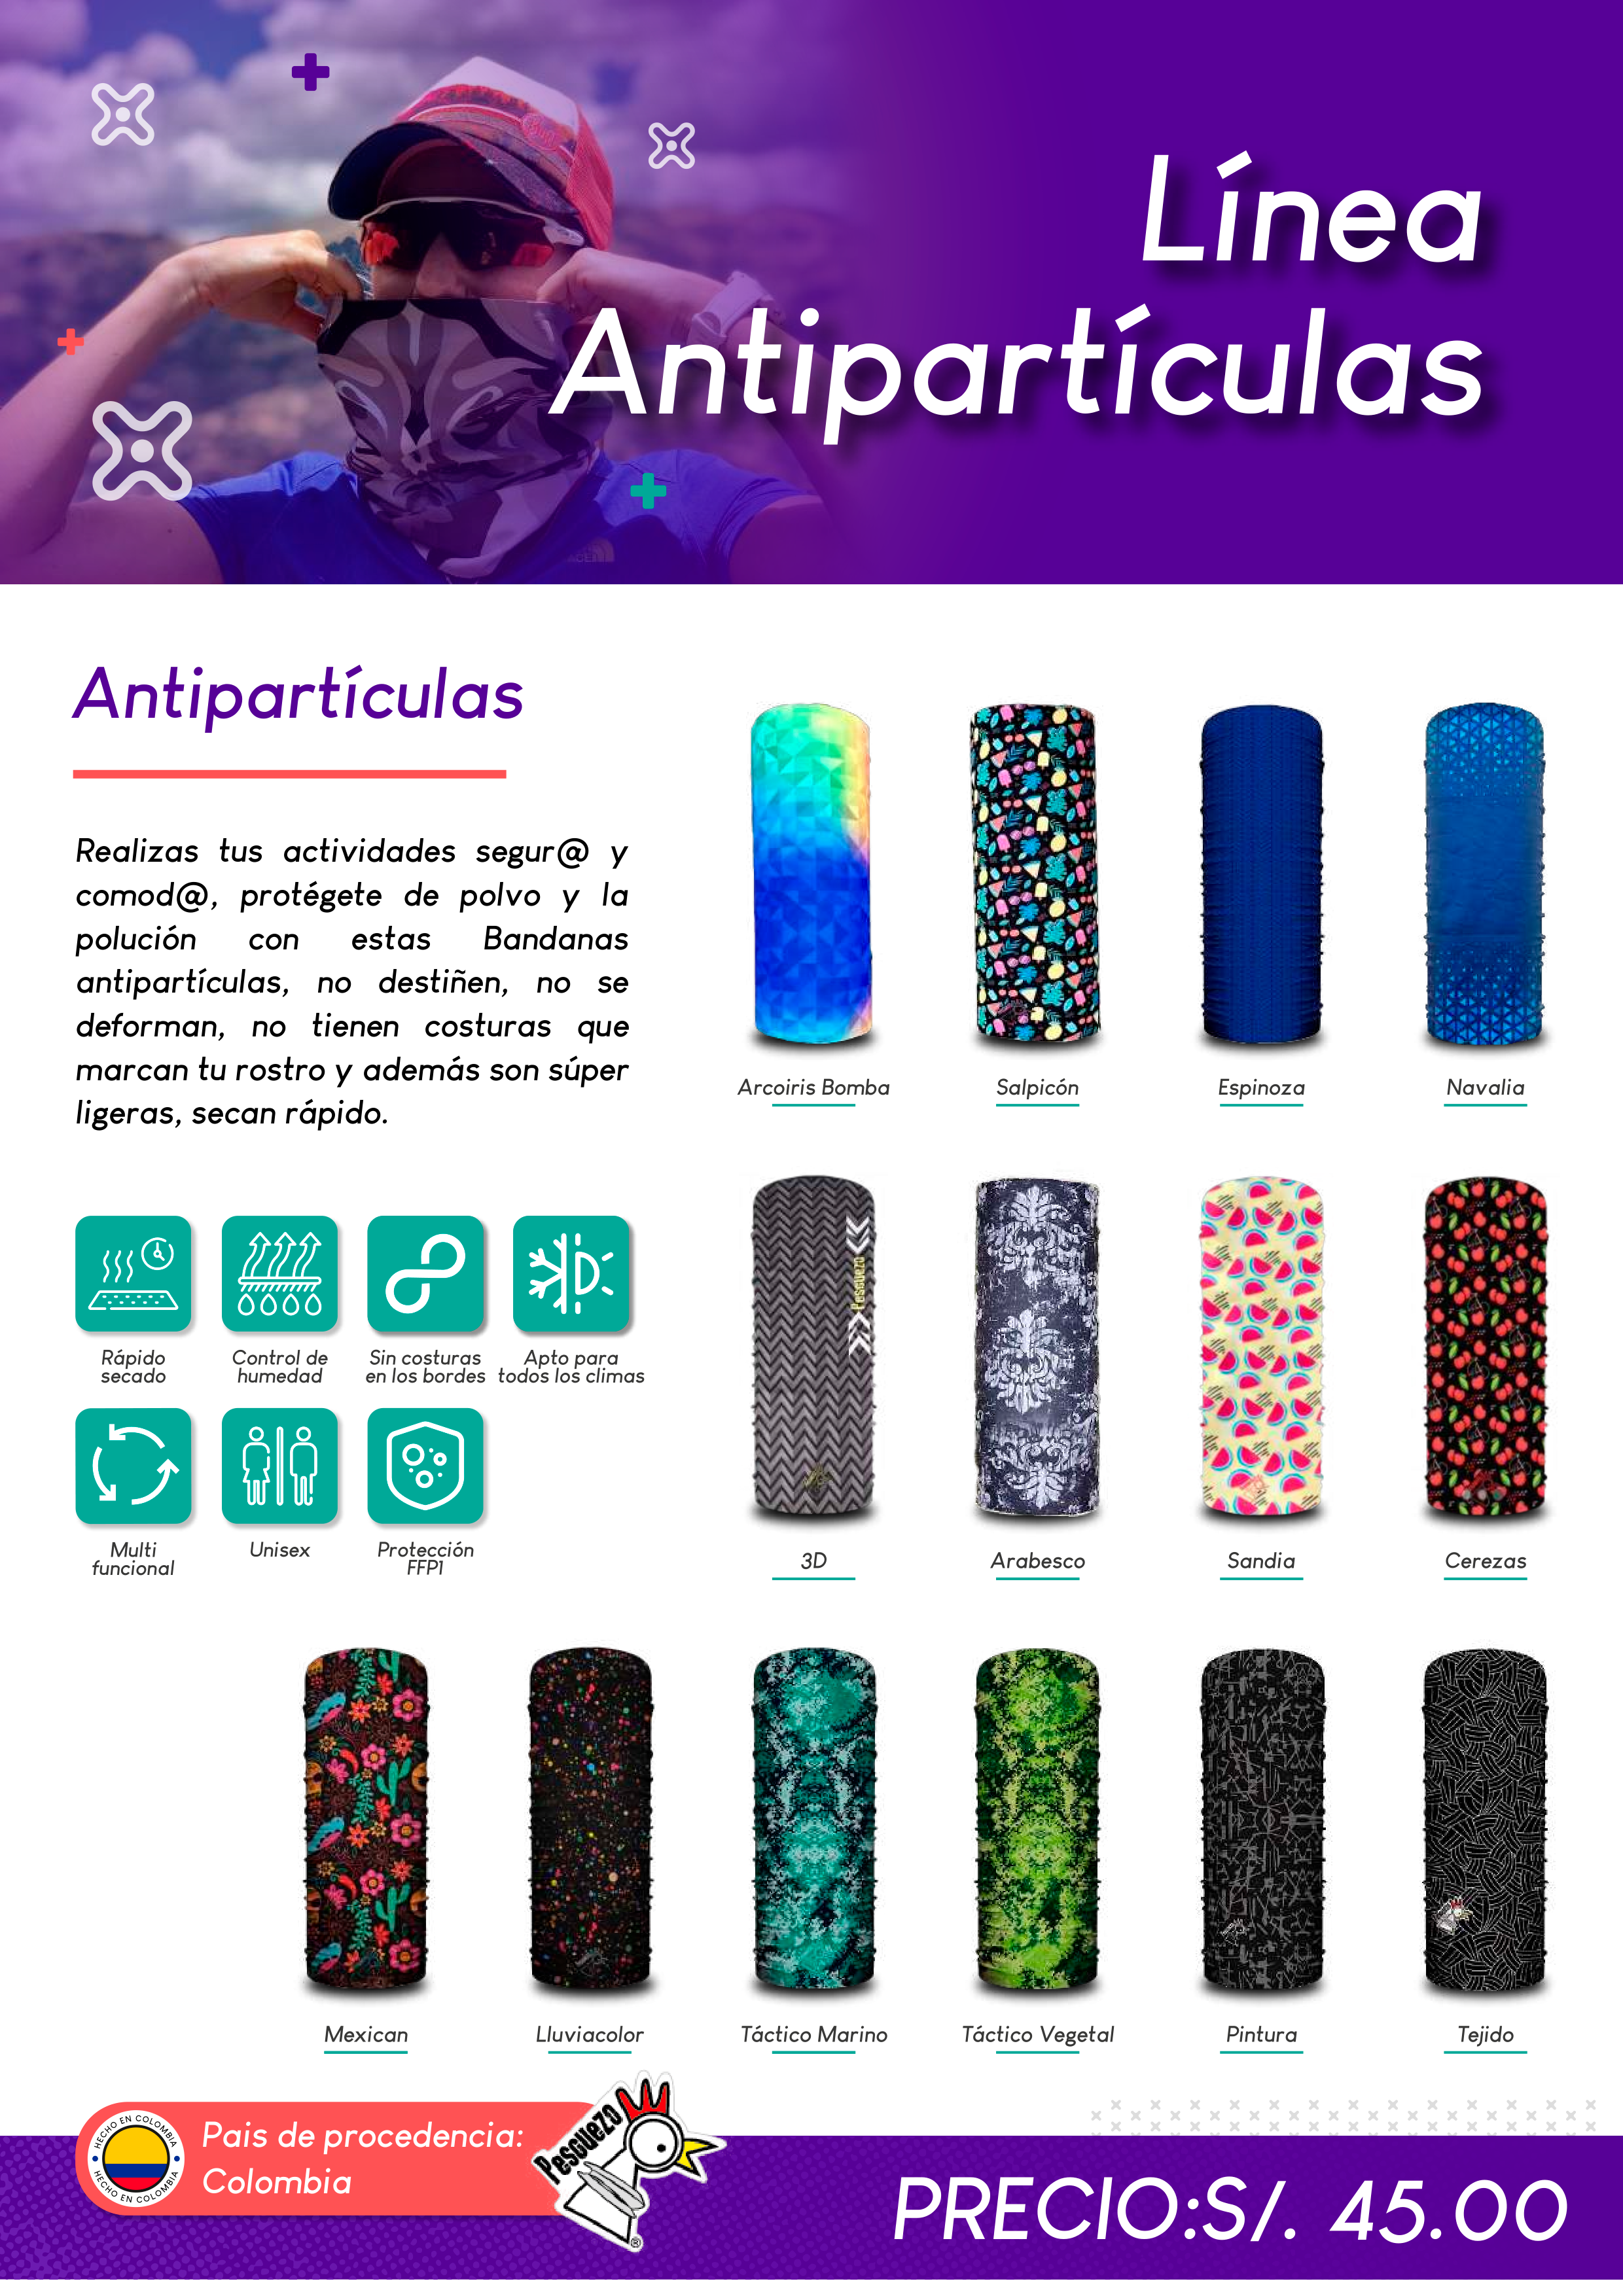 Línea
Antipartículas
Antipartículas
Realizas tus actividades segur@ y
comod@, protégete de polvo y la
polución con estas Bandanas
antipartículas, no destiñen, no se
deforman, no tienen costuras que
marcan tu rostro y además son súper
ligeras, secan rápido.
Rápido
secado
Control de
humedad
Sin costuras
en los bordes
Apto para
todos los climas
Multi
funcional
Unisex
Protección
FFP1
Arcoiris Bomba
Salpicón
Espinoza
Navalia
Pescuezo
3D
Arabesco
Sandia
Cerezas
Mexican
Lluviacolor
Táctico Marino
Táctico Vegetal
Pintura
Tejido
HECHO EN COLOMBIA
HECHO EN COLOMBIA
Pais de procedencia:
Colombia
Pescuezo
®
PRECIO:S/. 45.00